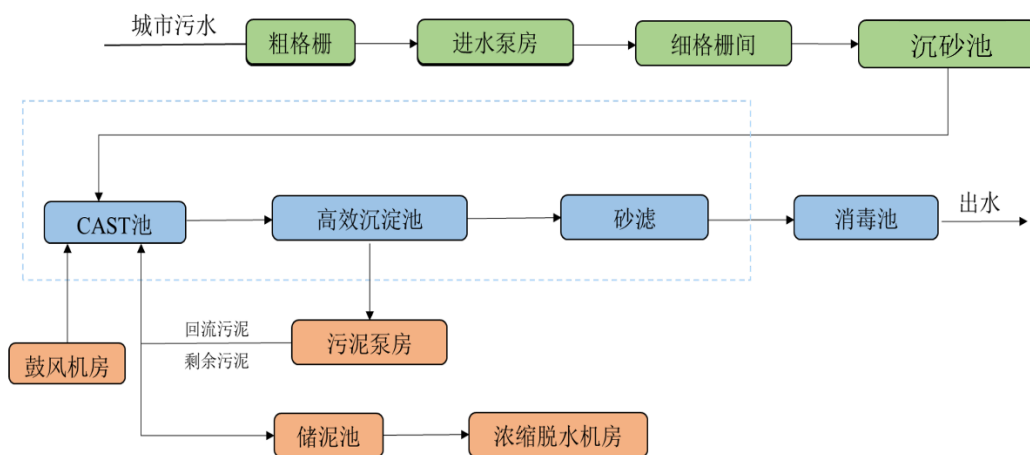 城市污水
粗格栅
进水泵房
细格栅间
沉砂池
CAST池
高效沉淀池
砂滤
消毒池
出水
鼓风机房
回流污泥
剩余污泥
污泥泵房
储泥池
浓缩脱水机房